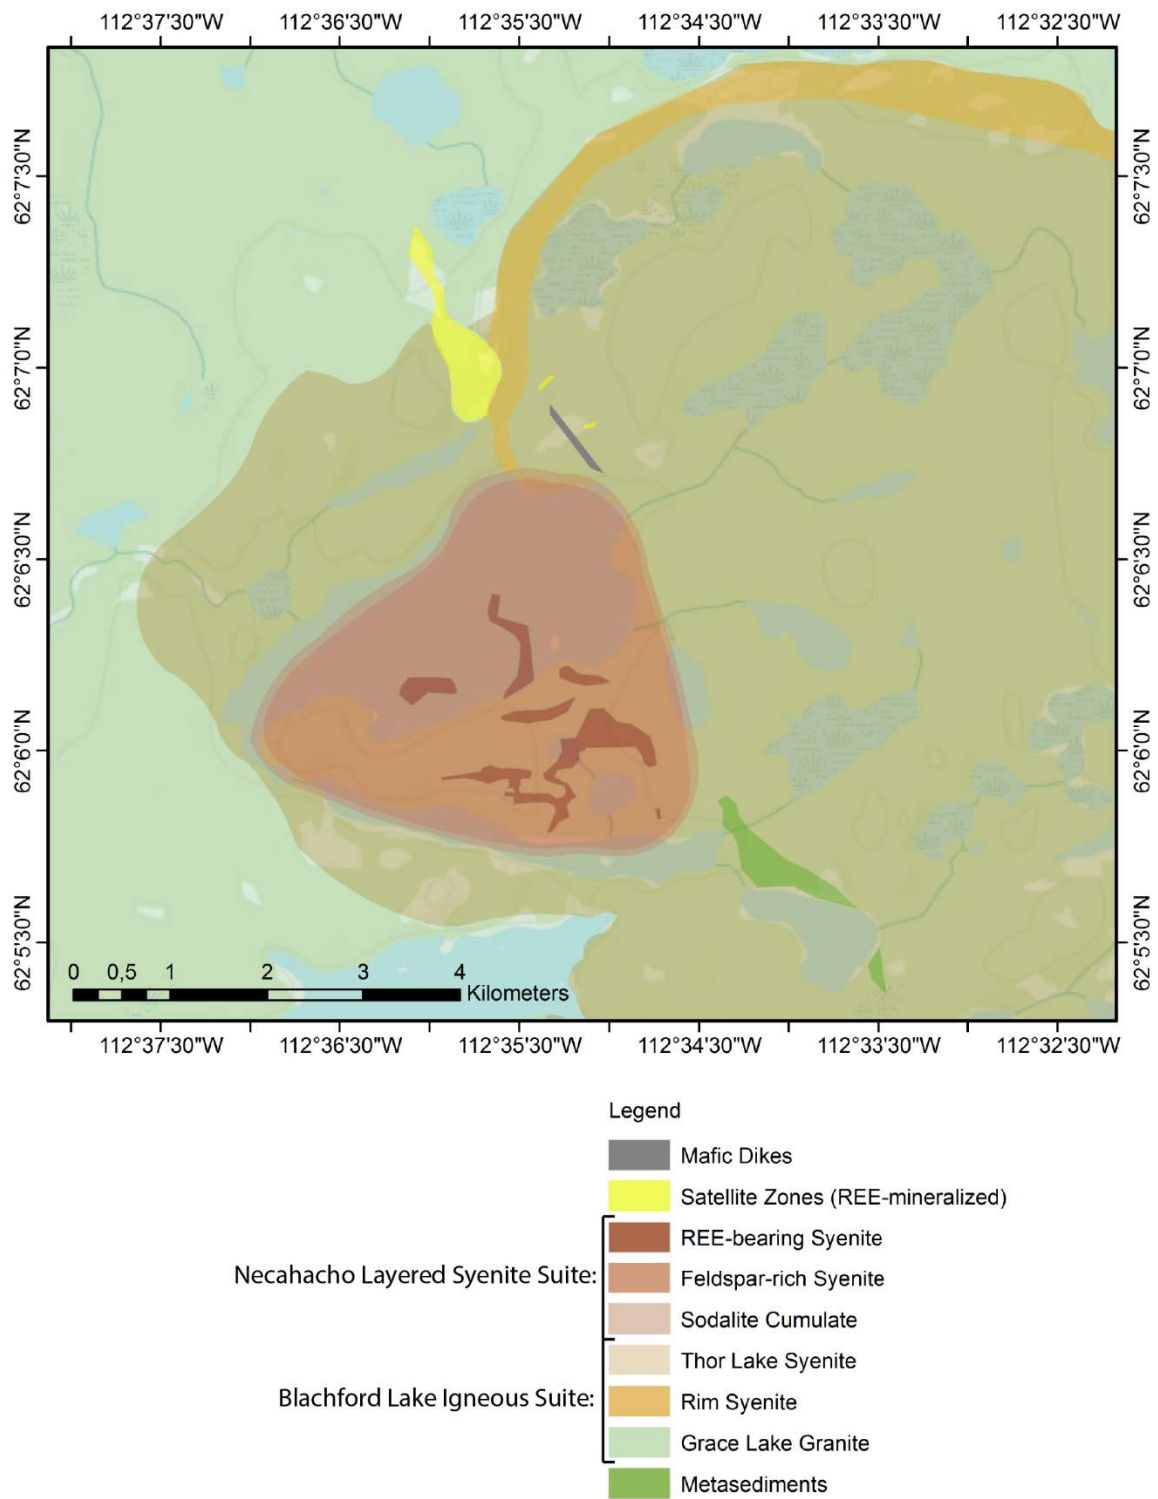 112°37'30"W 112°36'30"W 112°35'30"W 112°34'30"W 112°33'30"W 112°32'30"W
62°7'30"N 62°7'30"N
62°7'0"N 62°7'0"N
62°6'30"N 62°6'30"N
62°6'0"N 62°6'0"N
62°5'30"N 62°5'30"N
0 0,5 1 2 3 4
Kilometers
112°37'30"W 112°36'30"W 112°35'30"W 112°34'30"W 112°33'30"W 112°32'30"W
Legend
Mafic Dikes
Satellite Zones (REE-mineralized)
REE-bearing Syenite
Necahacho Layered Syenite Suite: Feldspar-rich Syenite
Sodalite Cumulate
Thor Lake Syenite
Blachford Lake Igneous Suite: Rim Syenite
Grace Lake Granite
Metasediments